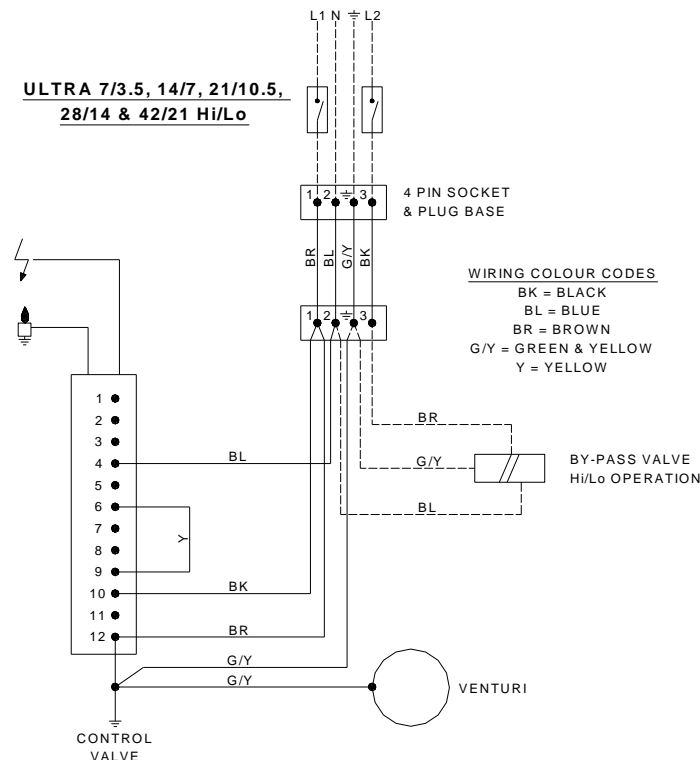 L1 N L2
ULTRA 7/3.5, 14/7, 21/10.5,
28/14 & 42/21 Hi/Lo
1 2 3
4 PIN SOCKET
& PLUG BASE
BR BL G/Y BK
WIRING COLOUR CODES
BK = BLACK
BL = BLUE
BR = BROWN
G/Y = GREEN & YELLOW
Y = YELLOW
1 2 3
1
2
3
4
5
6
7
8
9
10
11
12
BL
Y
BK
BR
G/Y
G/Y
BR
G/Y
BL
BY-PASS VALVE
Hi/Lo OPERATION
VENTURI
CONTROL
VALVE